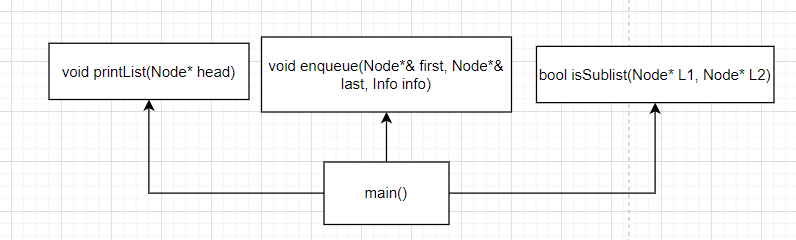 void printList(Node* head)
void enqueue(Node*& first, Node*&
last, Info info)
bool isSublist(Node* L1, Node* L2)
main()